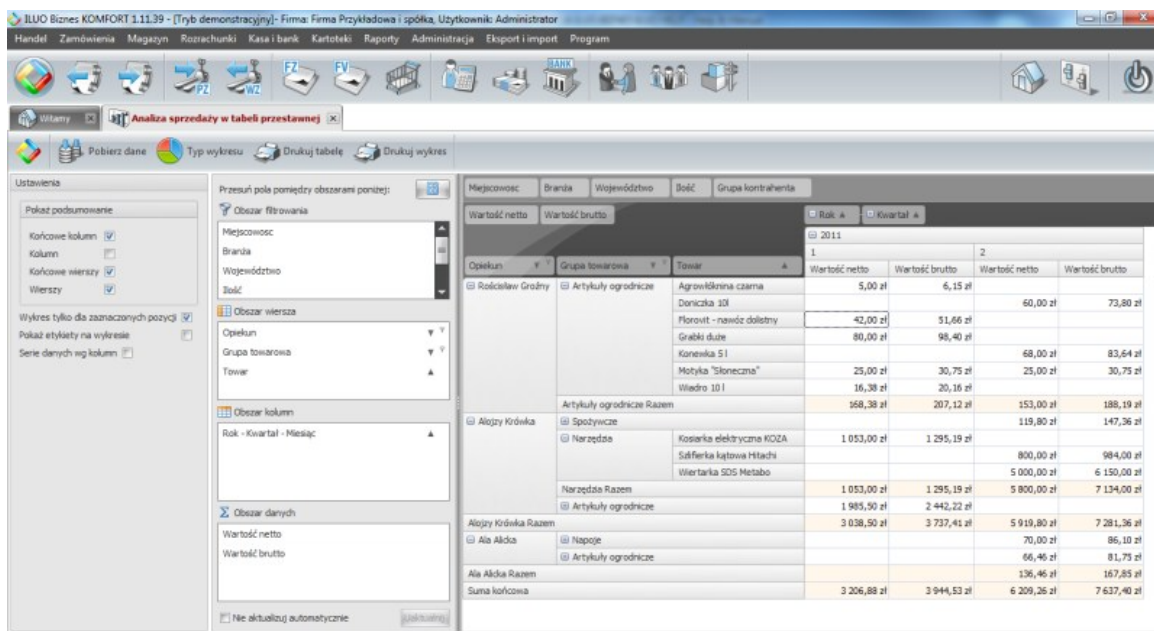 ILUO Biznes KOMFORT 1.11.39 - [Tryb demonstracyjny]- Firma: Firma Przykładowa i spółka, Użytkownik: Administrator
Handel Zamówienia Magazyn Rozrachunki Kasa i bank Kartoteki Raporty Administracja Eksport i import Program
PZ WZ FZ FV BANK
Witamy Analiza sprzedaży w tabeli przestawnej
Pobierz dane Typ wykresu Drukuj tabelę Drukuj wykres
Ustawienia
Pokaż podsumowanie
Końcowe kolumn
Kolumn
Końcowe wierszy
Wierszy
Wykres tylko dla zaznaczonych pozycji
Pokaż etykiety na wykresie
Serie danych wg kolumn
Przesuń pola pomiędzy obszarami poniżej:
Obszar filtrowania
Miejscowosc
Branża
Województwo
Ilość
Obszar wiersza
Opiekun
Grupa towarowa
Towar
Obszar kolumn
Rok - Kwartał - Miesiąc
Obszar danych
Wartość netto
Wartość brutto
Nie aktualizuj automatycznie Uaktualnij
Miejscowosc Branża Województwo Ilość Grupa kontrahenta
Wartość netto Wartość brutto Rok Kwartał
2011
1 2
Opiekun Grupa towarowa Towar Wartość netto Wartość brutto Wartość netto Wartość brutto
Rościsław Groźny Artykuły ogrodnicze Agrowłóknina czarna 5,00 zł 6,15 zł
Doniczka 10l 60,00 zł 73,80 zł
Florovit - nawóz dolistny 42,00 zł 51,66 zł
Grabki duże 80,00 zł 98,40 zł
Konewka 5 l 68,00 zł 83,64 zł
Motyka "Słoneczna" 25,00 zł 30,75 zł 25,00 zł 30,75 zł
Wiadro 10 l 16,38 zł 20,16 zł
Artykuły ogrodnicze Razem 168,38 zł 207,12 zł 153,00 zł 188,19 zł
Alojzy Krówka Spożywcze 119,80 zł 147,36 zł
Narzędzia Kosiarka elektryczna KOZA 1 053,00 zł 1 295,19 zł
Szlifierka kątowa Hitachi 800,00 zł 984,00 zł
Wiertarka SDS Metabo 5 000,00 zł 6 150,00 zł
Narzędzia Razem 1 053,00 zł 1 295,19 zł 5 800,00 zł 7 134,00 zł
Artykuły ogrodnicze 1 985,50 zł 2 442,22 zł
Alojzy Krówka Razem 3 038,50 zł 3 737,41 zł 5 919,80 zł 7 281,36 zł
Ala Alicka Napoje 70,00 zł 86,10 zł
Artykuły ogrodnicze 66,46 zł 81,75 zł
Ala Alicka Razem 136,46 zł 167,85 zł
Suma końcowa 3 206,88 zł 3 944,53 zł 6 209,26 zł 7 637,40 zł